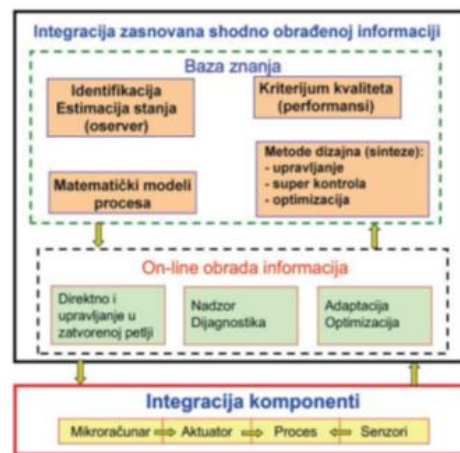 Integracija zasnovana shodno obrađenoj informaciji
Baza znanja
Identifikacija
Estimacija stanja
(oserver)
Kriterijum kvaliteta
(performansi)
Matematički modeli
procesa
Metode dizajna (sinteze):
- upravljanje
- super kontrola
- optimizacija
On-line obrada informacija
Direktno i
upravljanje u
zatvorenoj petlji
Nadzor
Dijagnostika
Adaptacija
Optimizacija
Integracija komponenti
Mikroračunar Aktuator Proces Senzori